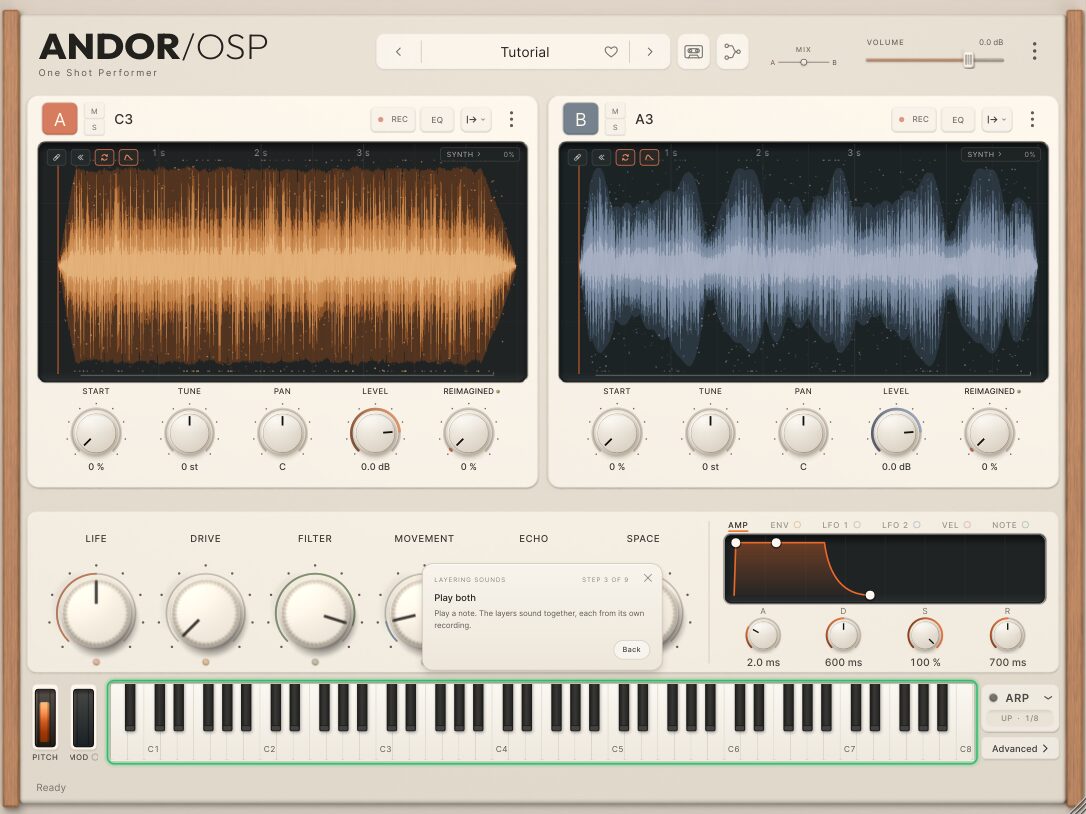 ANDOR/OSP
One Shot Performer
Tutorial
MIX
A B
VOLUME 0.0 dB
A M S C3 REC EQ
1 s 2 s 3 s SYNTH 0%
START TUNE PAN LEVEL REIMAGINED
0 % 0 st C 0.0 dB 0 %
B M S A3 REC EQ
1 s 2 s 3 s SYNTH 0%
START TUNE PAN LEVEL REIMAGINED
0 % 0 st C 0.0 dB 0 %
LIFE DRIVE FILTER MOVEMENT ECHO SPACE
LAYERING SOUNDS STEP 3 OF 9
Play both
Play a note. The layers sound together, each from its own
recording.
Back
AMP ENV LFO 1 LFO 2 VEL NOTE
A D S R
2.0 ms 600 ms 100 % 700 ms
PITCH MOD
C1 C2 C3 C4 C5 C6 C7 C8
ARP
UP · 1/8
Advanced
Ready